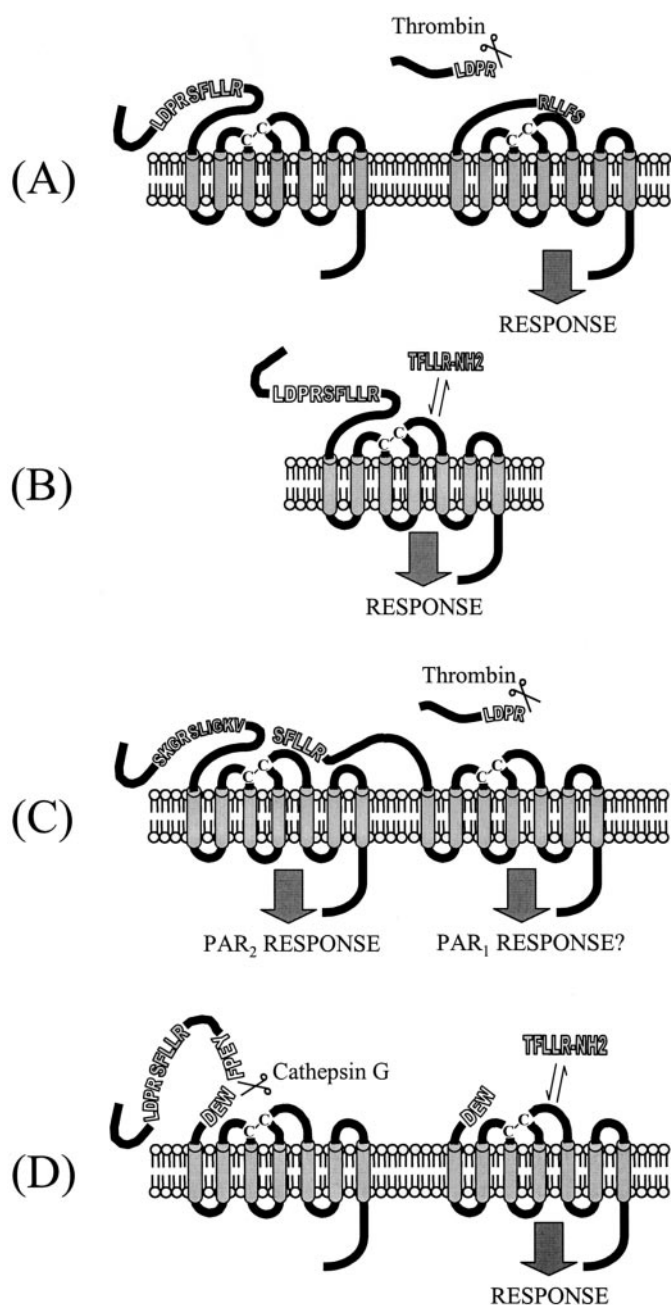 Thrombin
LDPR
LDPRSFLLR
RLLFS
C C
C C
(A)
RESPONSE
TFLLR-NH2
LDPRSFLLR
C C
(B)
RESPONSE
Thrombin
LDPR
SKGRSLIGKV
SFLLR
C C
C C
(C)
PAR2 RESPONSE
PAR1 RESPONSE?
LDPRSFLLR
FPEY
Cathepsin G
TFLLR-NH2
DEW
DEW
C C
C C
(D)
RESPONSE